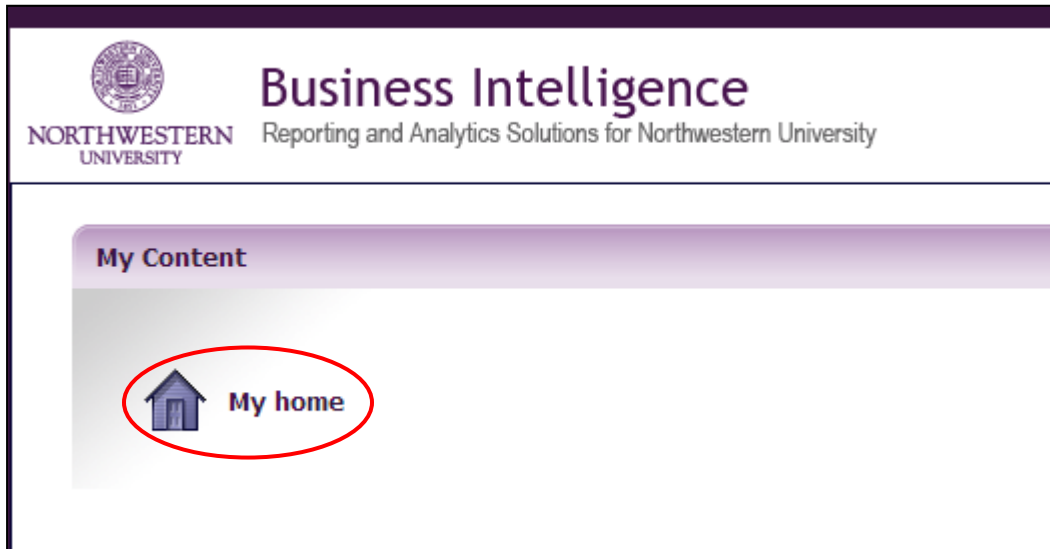 Business Intelligence
NORTHWESTERN
UNIVERSITY
Reporting and Analytics Solutions for Northwestern University
My Content
My home